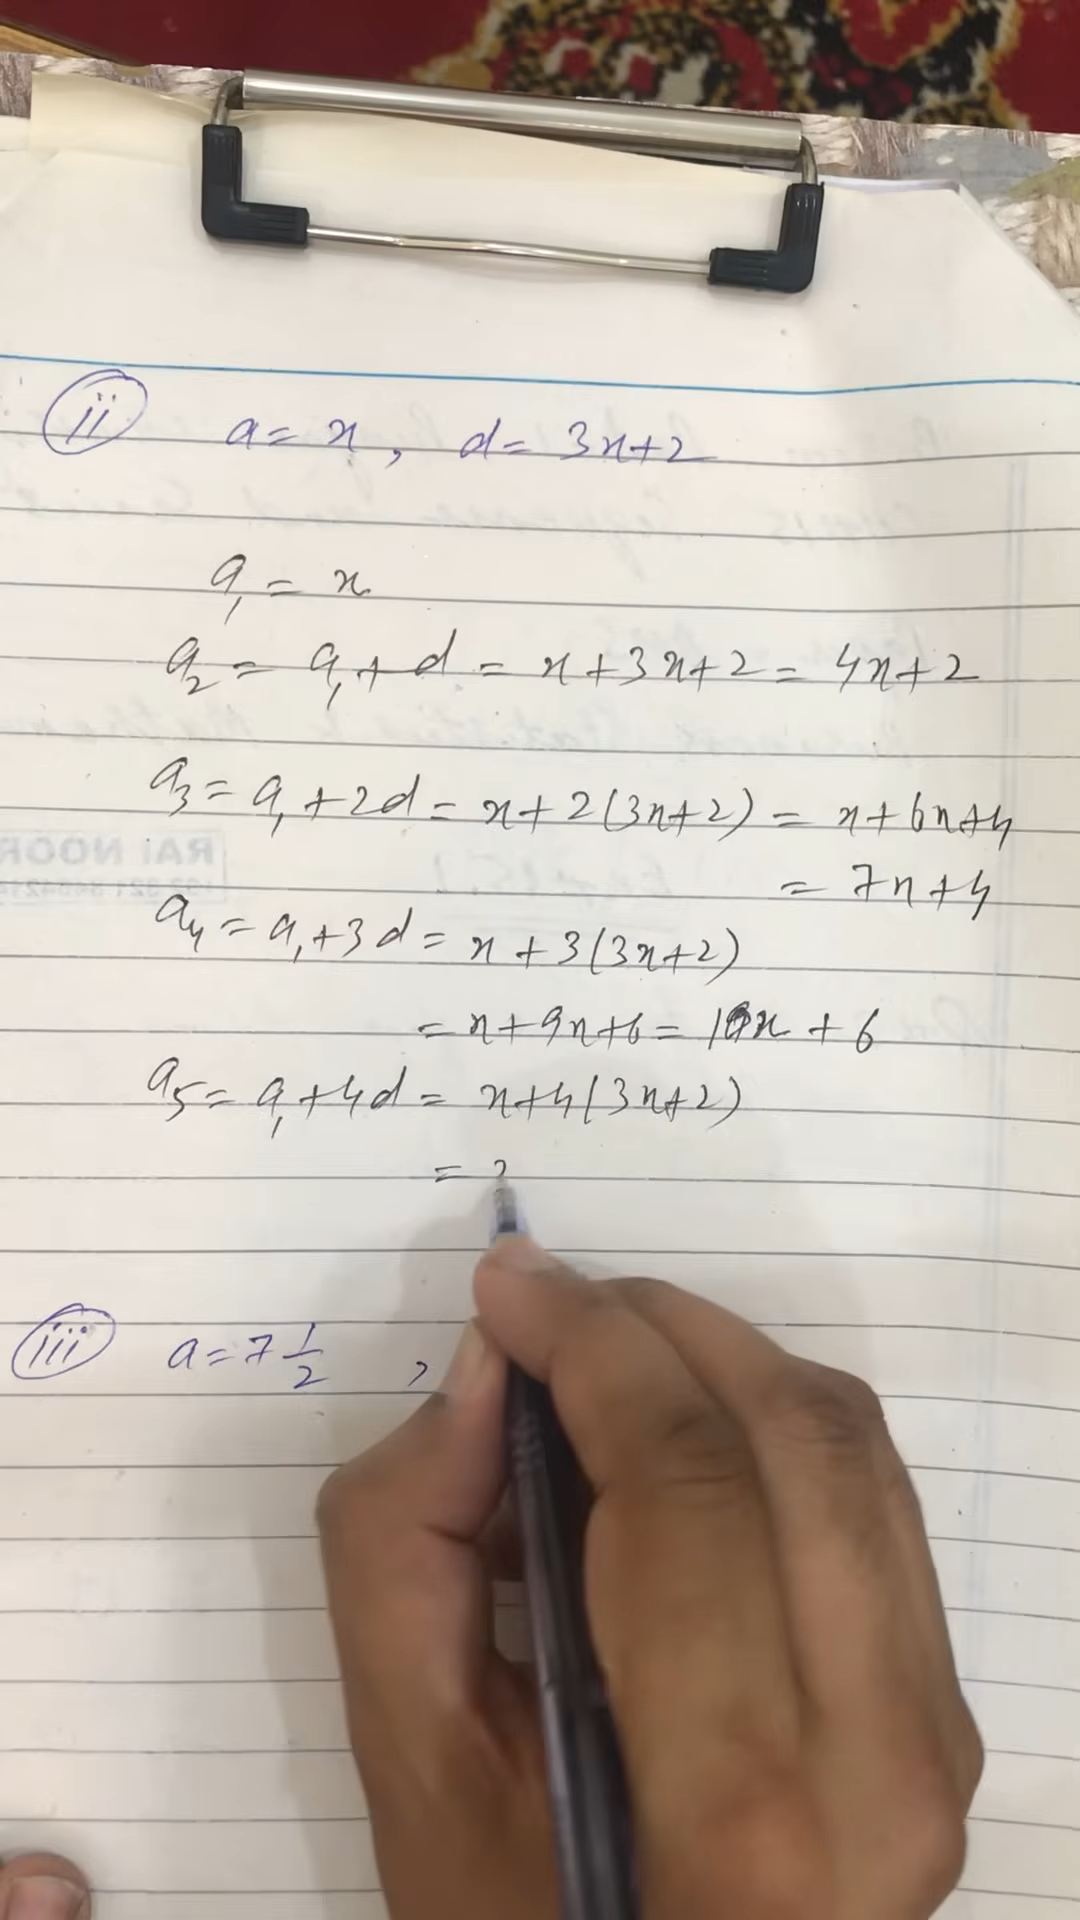 ii a = x, d = 3x+2
a₁ = x
a₂ = a₁ + d = x + 3x + 2 = 4x + 2
a₃ = a₁ + 2d = x + 2(3x+2) = x + 6x + 4
= 7x + 4
a₄ = a₁ + 3d = x + 3(3x+2)
= x + 9x + 6 = 10x + 6
a₅ = a₁ + 4d = x + 4(3x+2)
=
iii a = 7 1/2 ,